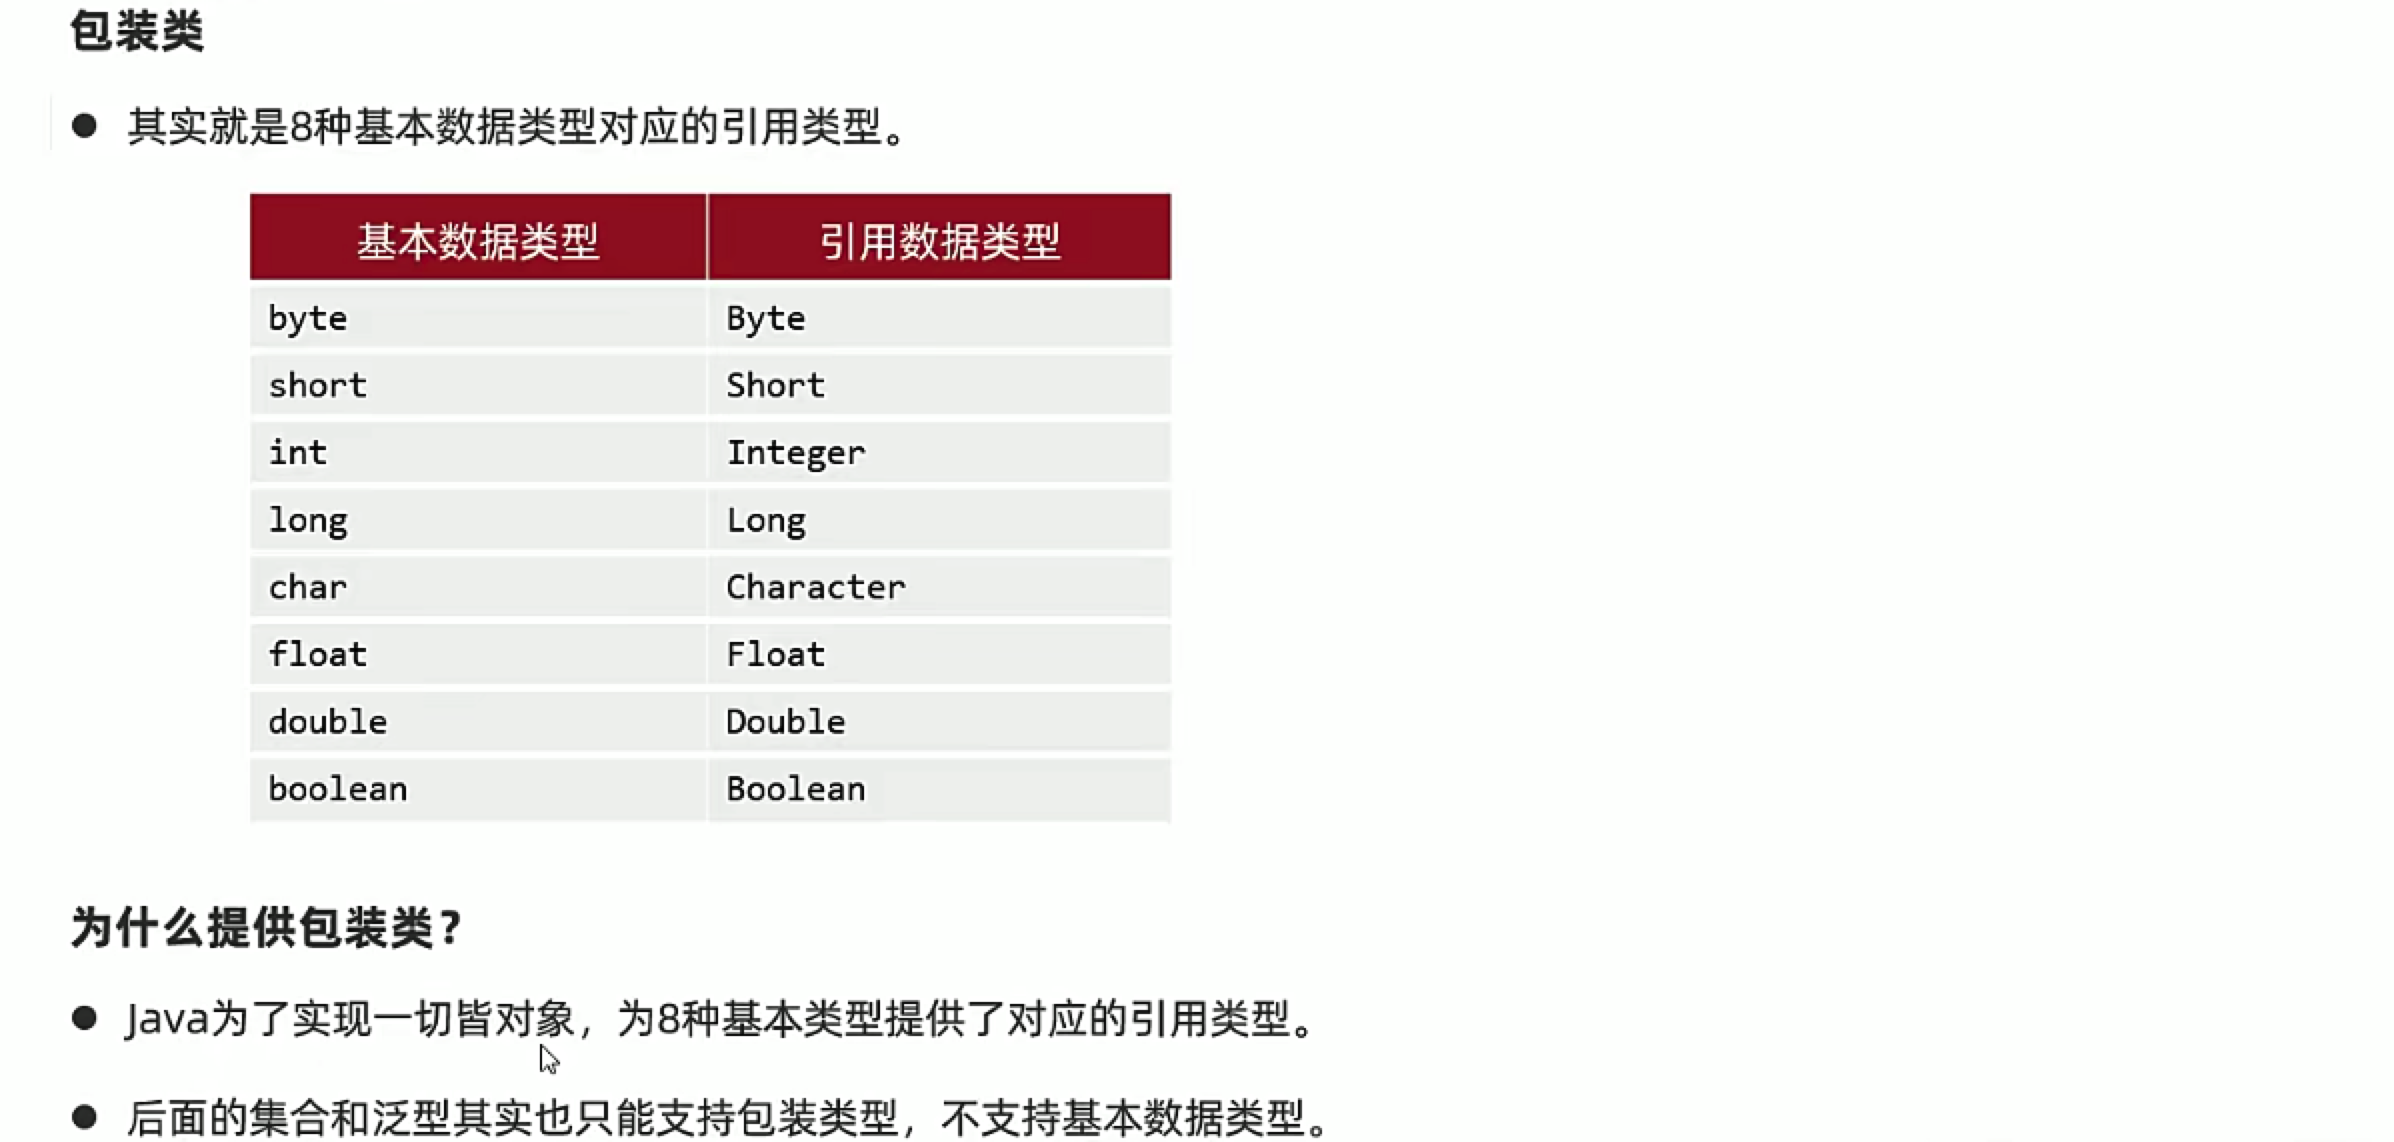 包装类
● 其实就是8种基本数据类型对应的引用类型。
基本数据类型 引用数据类型
byte Byte
short Short
int Integer
long Long
char Character
float Float
double Double
boolean Boolean
为什么提供包装类?
● Java为了实现一切皆对象，为8种基本类型提供了对应的引用类型。
● 后面的集合和泛型其实也只能支持包装类型，不支持基本数据类型。